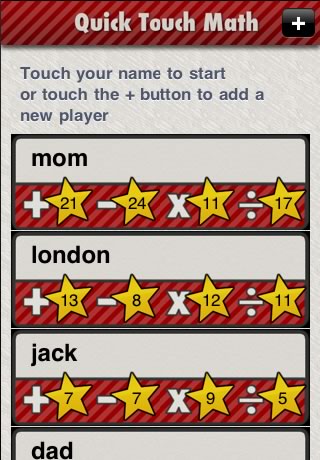 Quick Touch Math +
Touch your name to start
or touch the + button to add a
new player
mom
+ 21 − 24 x 11 ÷ 17
london
+ 13 − 8 x 12 ÷ 11
jack
+ 7 − 7 x 9 ÷ 5
dad